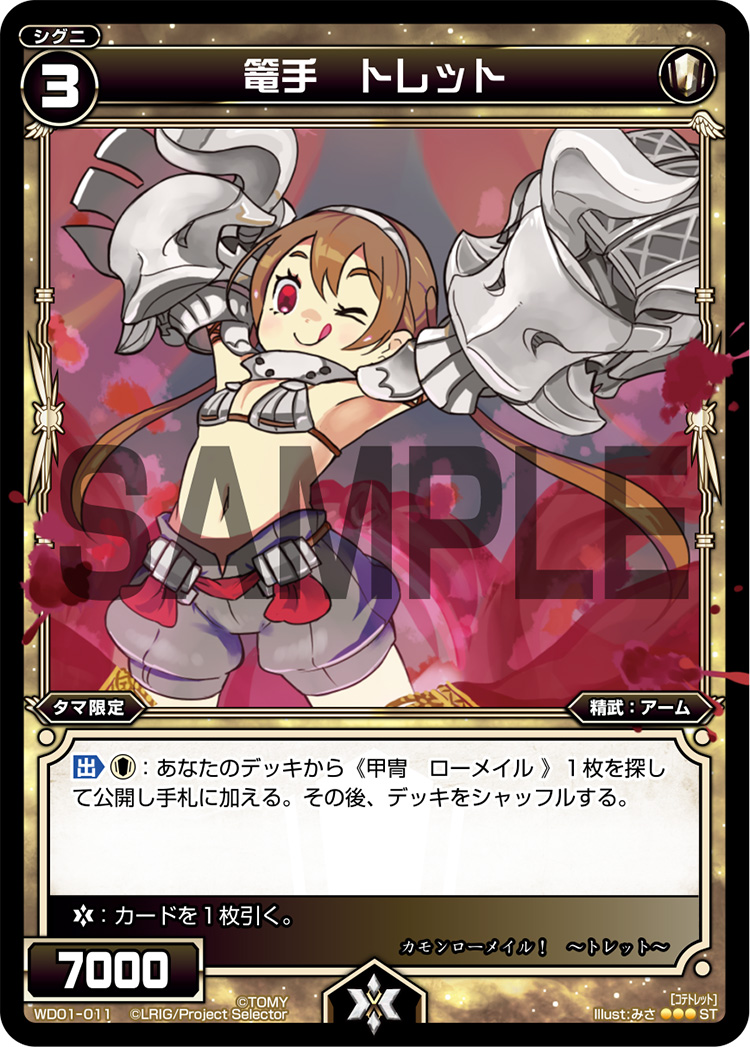 シグニ
3
篭手 トレット
SAMPLE
タマ限定
精武：アーム
出：あなたのデッキから《甲冑 ローメイル 》１枚を探し
て公開し手札に加える。その後、デッキをシャッフルする。
：カードを１枚引く。
カモンローメイル！ ～トレット～
7000
WD01-011 ©LRIG/Project Selector
©TOMY
[コテトレット]
Illust:みさ ST